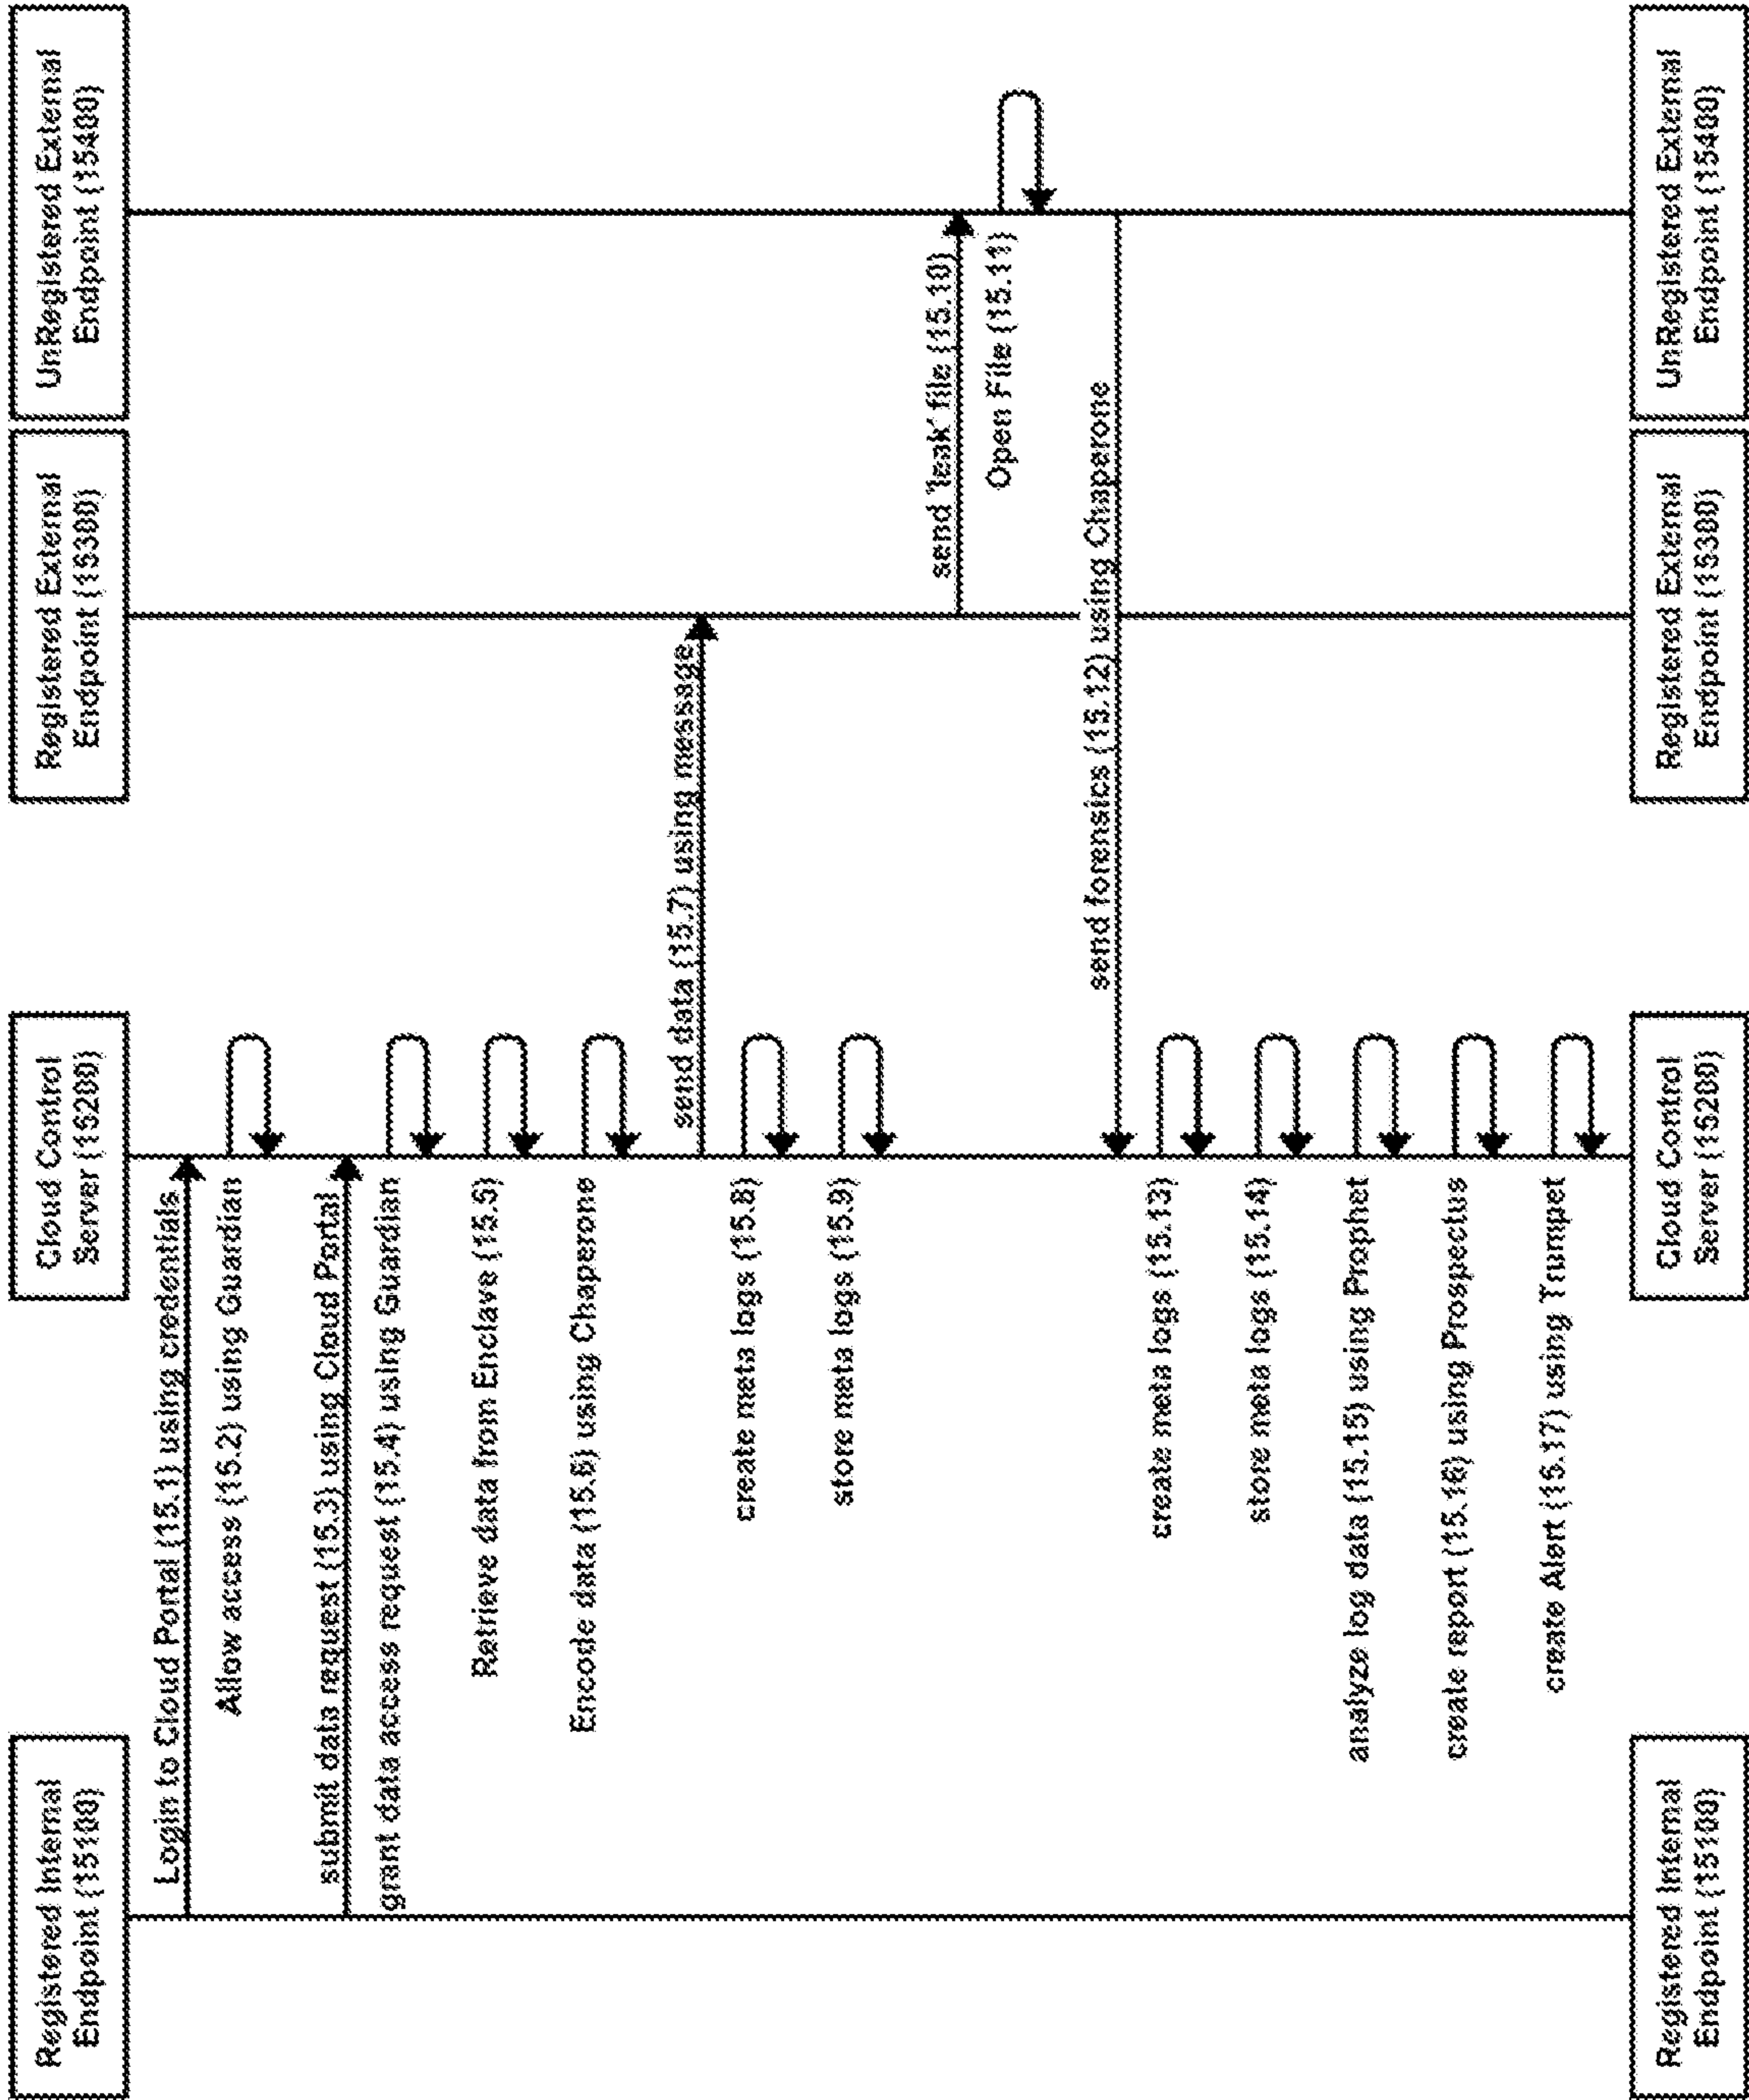 Registered Internal
Endpoint (15100)
Cloud Control
Server (15200)
Registered External
Endpoint (15300)
UnRegistered External
Endpoint (15400)
Login to Cloud Portal (15.1) using credentials
Allow access (15.2) using Guardian
submit data request (15.3) using Cloud Portal
grant data access request (15.4) using Guardian
Retrieve data from Enclave (15.5)
Encode data (15.6) using Chaperone
send data (15.7) using message
create meta logs (15.8)
store meta logs (15.9)
send 'leak' file (15.10)
Open File (15.11)
send forensics (15.12) using Chaperone
create meta logs (15.13)
store meta logs (15.14)
analyze log data (15.15) using Prophet
create report (15.16) using Prospectus
create Alert (15.17) using Trumpet
Registered Internal
Endpoint (15100)
Cloud Control
Server (15200)
Registered External
Endpoint (15300)
UnRegistered External
Endpoint (15400)